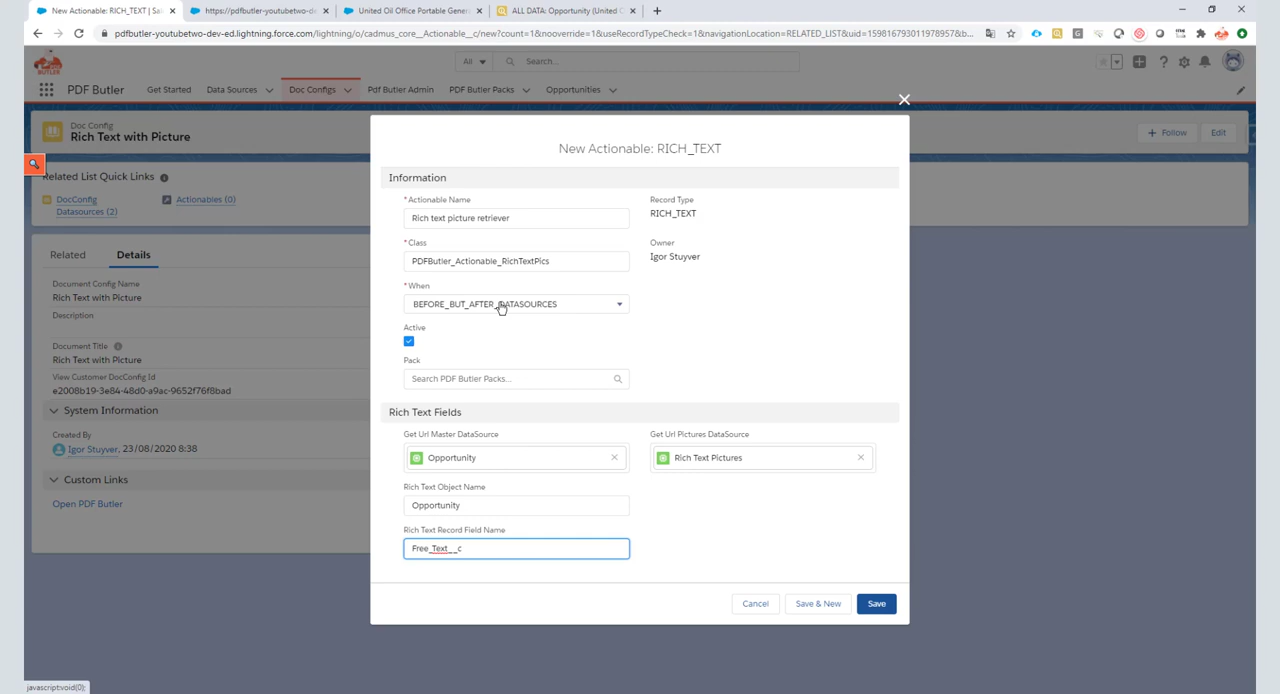 New Actionable: RICH_TEXT | Sal
https://pdfbutler-youtubetwo-de
United Oil Office Portable Gener
ALL DATA: Opportunity (United C
pdfbutler-youtubetwo-dev-ed.lightning.force.com/lightning/o/cadmus_core__Actionable__c/new?count=1&nooverride=1&useRecordTypeCheck=1&navigationLocation=RELATED_LIST&uid=1598167930119789578&b...
All
Search...
PDF Butler
Get Started
Data Sources
Doc Configs
Pdf Butler Admin
PDF Butler Packs
Opportunities
Doc Config
Rich Text with Picture
Follow
Edit
Related List Quick Links
DocConfig
Datasources (2)
Actionables (0)
Related
Details
Document Config Name
Rich Text with Picture
Description
Document Title
Rich Text with Picture
View Customer DocConfig Id
e2008b19-3e84-48d0-a9ac-9652f76f8bad
System Information
Created By
Igor Stuyver, 23/08/2020 8:38
Custom Links
Open PDF Butler
New Actionable: RICH_TEXT
Information
*Actionable Name
Rich text picture retriever
Record Type
RICH_TEXT
*Class
PDFButler_Actionable_RichTextPics
Owner
Igor Stuyver
*When
BEFORE_BUT_AFTER_DATASOURCES
Active
Pack
Search PDF Butler Packs...
Rich Text Fields
Get Url Master DataSource
Opportunity
Get Url Pictures DataSource
Rich Text Pictures
Rich Text Object Name
Opportunity
Rich Text Record Field Name
Free_Text__c
Cancel
Save & New
Save
javascript:void(0);